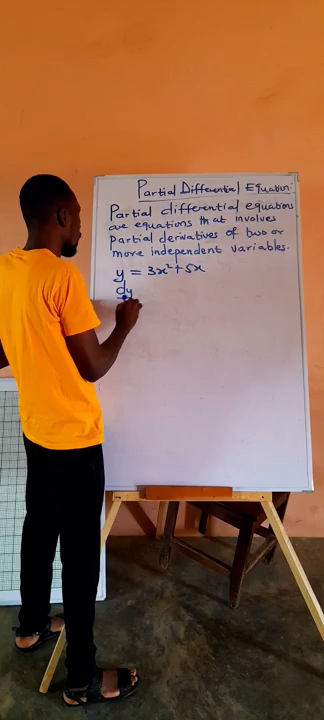 Partial Differential Equation:
Partial differential equations
are equations that involves
Partial derivatives of two or
more independent variables.
y = 3x² + 5x
dy